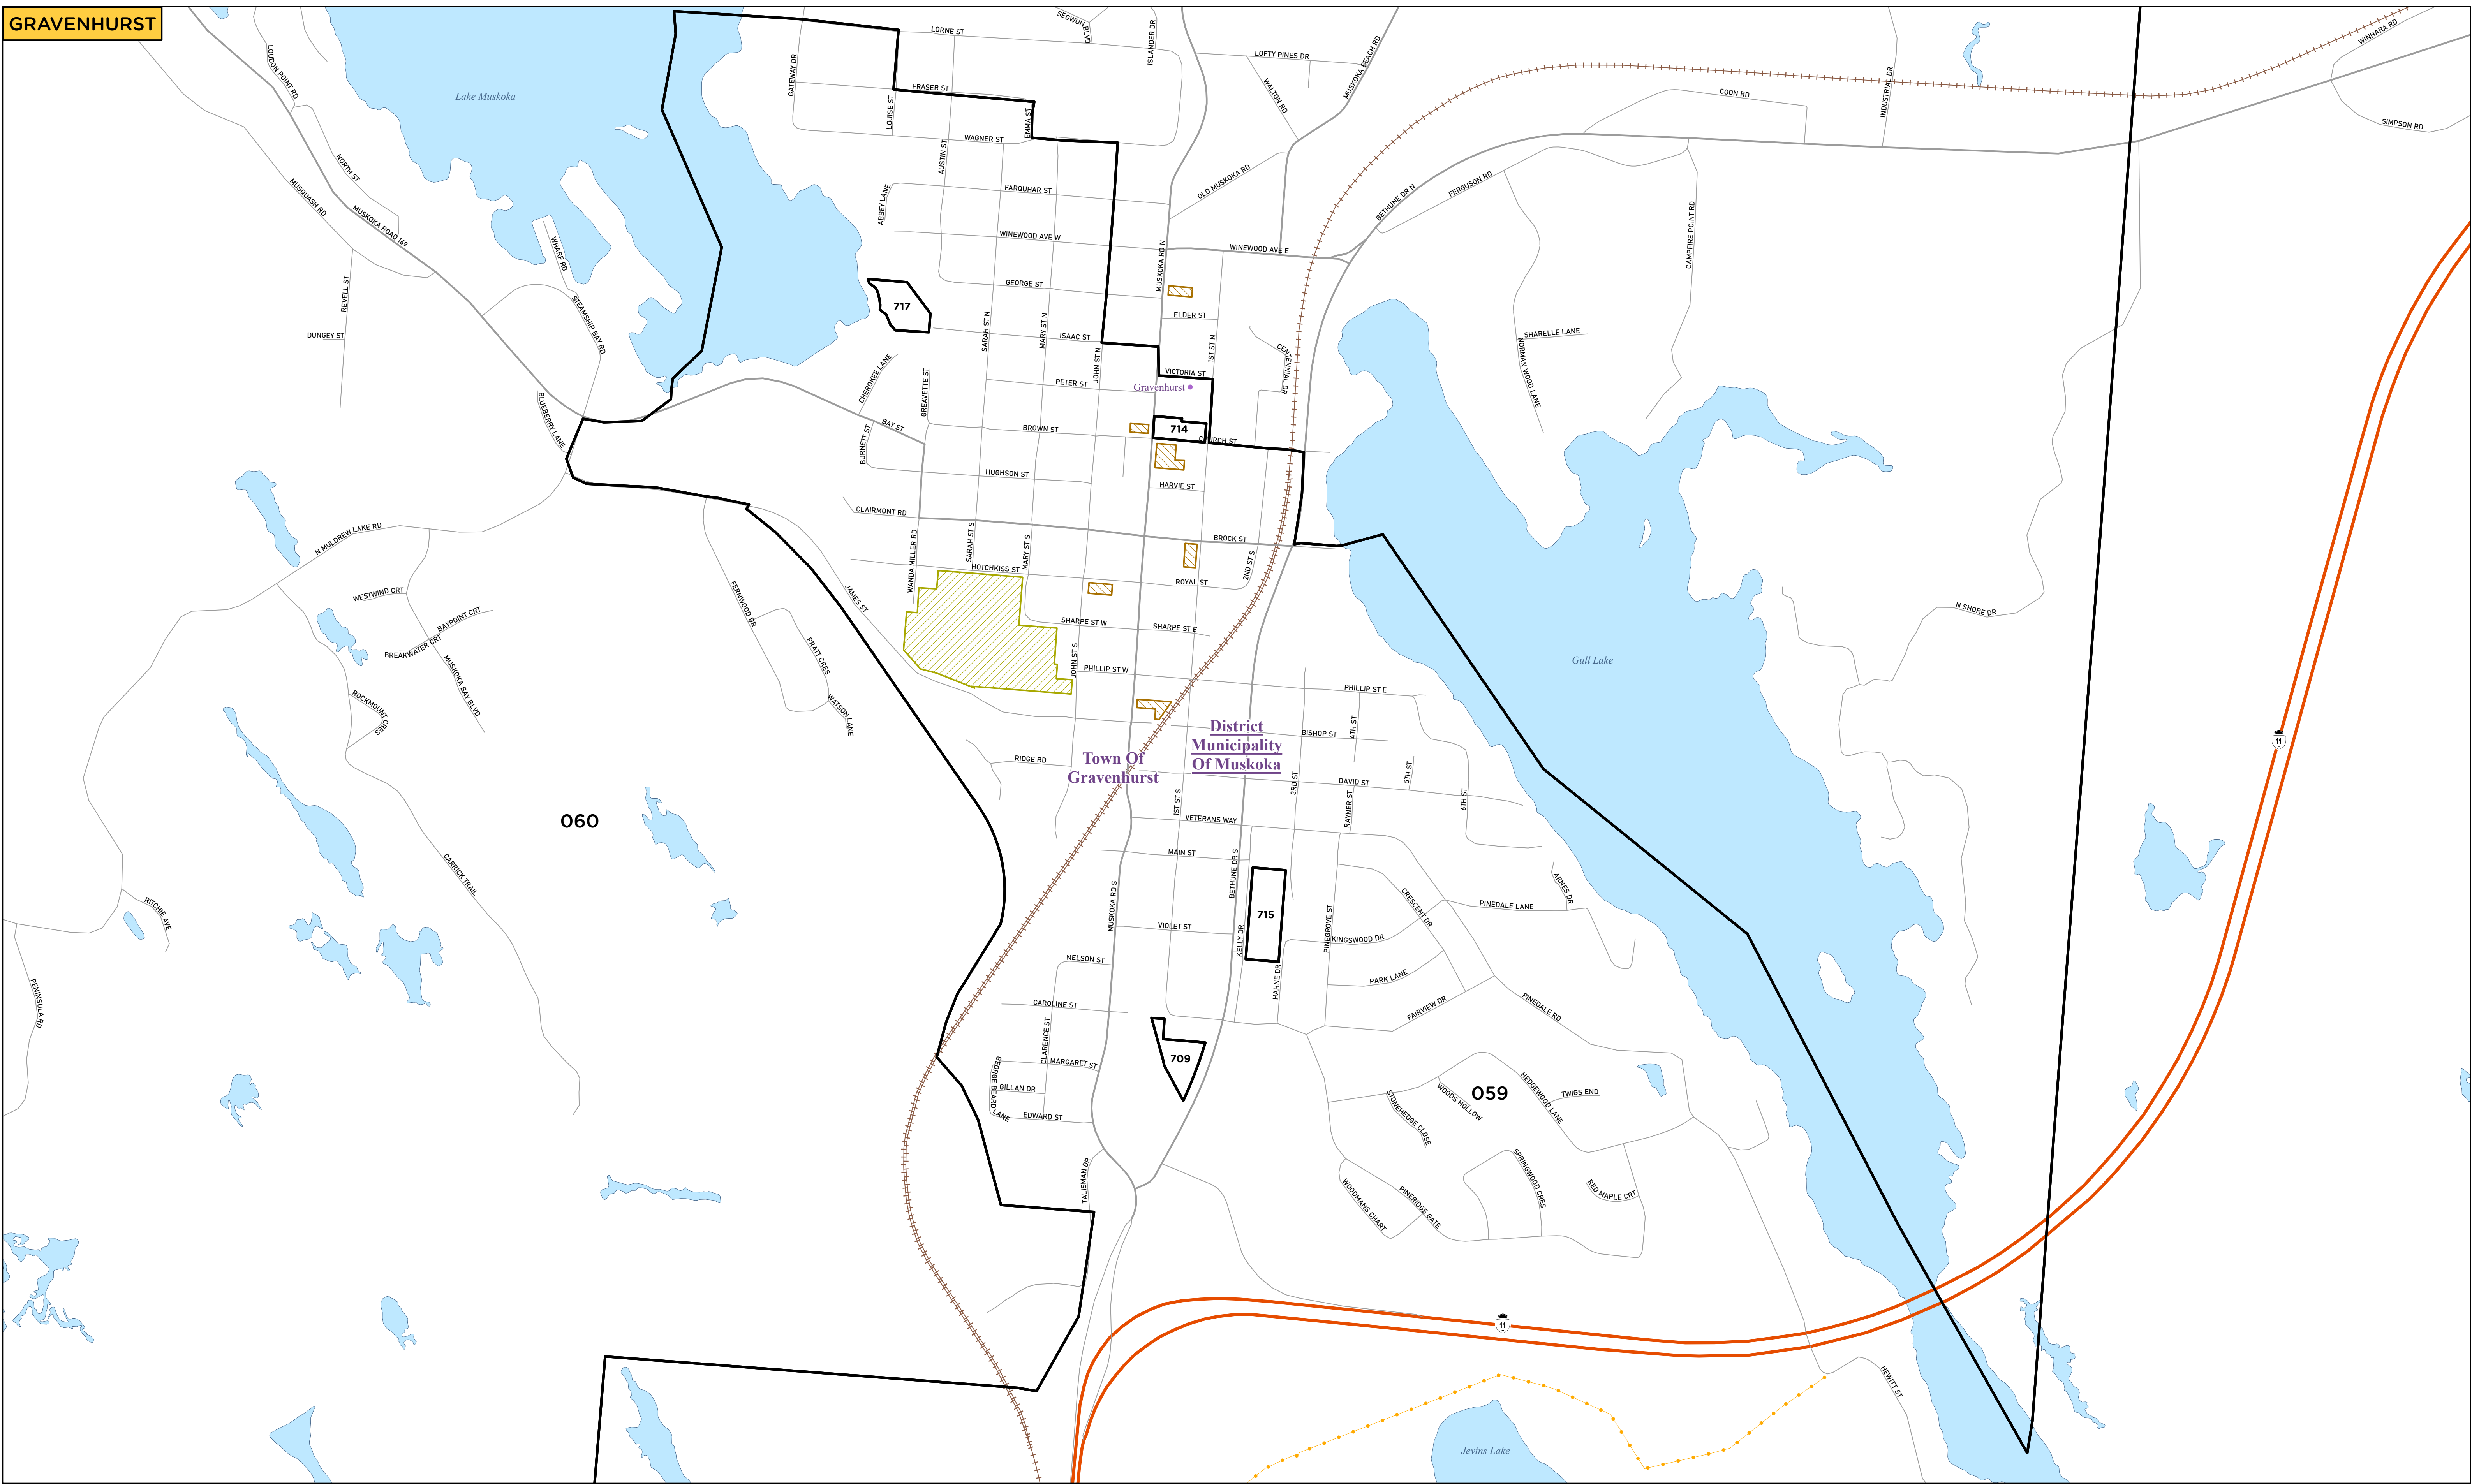 GRAVENHURST
SEGWUN BLVD
ISLANDER DR
LORNE ST
LOFTY PINES DR
MUSKOKA BEACH RD
WINHARA RD
LOUDON POINT RD
GATEWAY DR
WALTON RD
INDUSTRIAL DR
COON RD
Lake Muskoka
FRASER ST
LOUISE ST
EMMA ST
SIMPSON RD
WAGNER ST
AUSTIN ST
NORTH ST
MUSQUASH RD
OLD MUSKOKA RD
FERGUSON RD
BETHUNE DR N
FARQUHAR ST
ABBEY LANE
MUSKOKA ROAD 169
CAMPFIRE POINT RD
WINEWOOD AVE W
WINEWOOD AVE E
WHARF RD
MUSKOKA RD N
GEORGE ST
REVELL ST
717
STEAMSHIP BAY RD
ELDER ST
DUNGEY ST
SARAH ST N
MARY ST N
ISAAC ST
JOHN ST N
1ST ST N
CENTENNIAL DR
SHARELLE LANE
NORMAN WOOD LANE
CHEROKEE LANE
GREAVETTE ST
PETER ST
VICTORIA ST
Gravenhurst
BLUEBERRY LANE
BAY ST
BURNETT ST
BROWN ST
714
CHURCH ST
HUGHSON ST
HARVIE ST
CLAIRMONT RD
N MULDREW LAKE RD
WANDA MILLER RD
SARAH ST S
MARY ST S
BROCK ST
2ND ST S
HOTCHKISS ST
ROYAL ST
WESTWIND CRT
FERNWOOD DR
JAMES ST
BAYPOINT CRT
N SHORE DR
SHARPE ST W
SHARPE ST E
BREAKWATER CRT
PRATT CRES
JOHN ST S
PHILLIP ST W
Gull Lake
MUSKOKA BAY BLVD
ROCKMOUNT CRES
WATSON LANE
PHILLIP ST E
District
Municipality
Of Muskoka
BISHOP ST
4TH ST
11
Town Of
Gravenhurst
RIDGE RD
3RD ST
DAVID ST
5TH ST
6TH ST
RAYNER ST
1ST ST S
060
VETERANS WAY
MAIN ST
BETHUNE DR S
CARRICK TRAIL
RITCHIE AVE
MUSKOKA RD S
715
CRESCENT DR
ARNES DR
PINEDALE LANE
VIOLET ST
KELLY DR
PINEGROVE ST
KINGSWOOD DR
NELSON ST
HAHNE DR
PARK LANE
PENINSULA RD
CAROLINE ST
FAIRVIEW DR
PINEDALE RD
CLARENCE ST
709
MARGARET ST
GEORGE BEARD LANE
GILLAN DR
EDWARD ST
059
WOODS HOLLOW
HEDGEWOOD LANE
TWIGS END
STONEHEDGE CLOSE
TALISMAN DR
SPRINGWOOD CRES
RED MAPLE CRT
WOODMANS CHART
PINERIDGE GATE
11
HEWITT ST
Jevins Lake